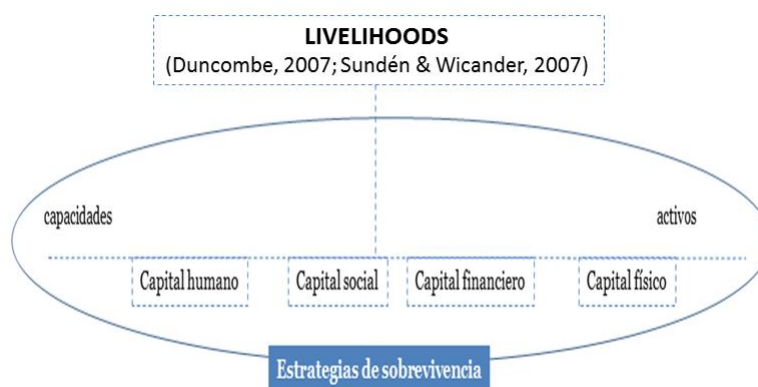 LIVELIHOODS
(Duncombe, 2007; Sundén & Wicander, 2007)
capacidades
activos
Capital humano
Capital social
Capital financiero
Capital físico
Estrategias de sobrevivencia